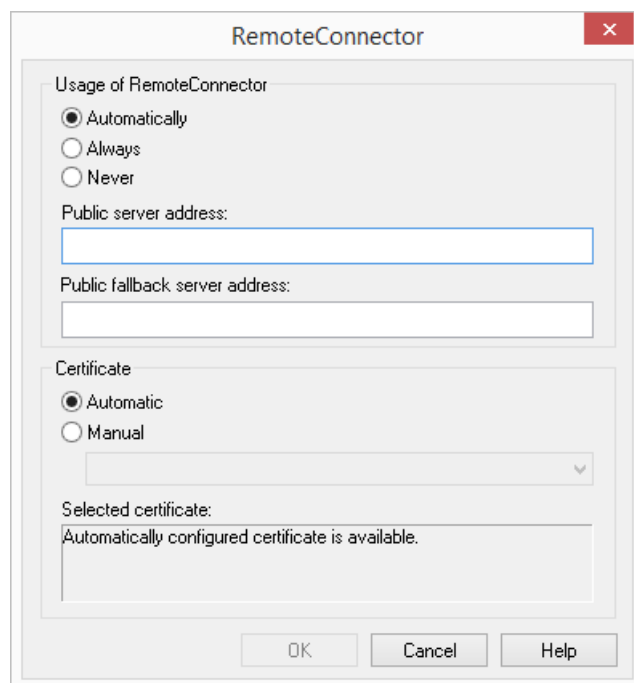 RemoteConnector
Usage of RemoteConnector
Automatically
Always
Never
Public server address:
Public fallback server address:
Certificate
Automatic
Manual
Selected certificate:
Automatically configured certificate is available.
OK Cancel Help